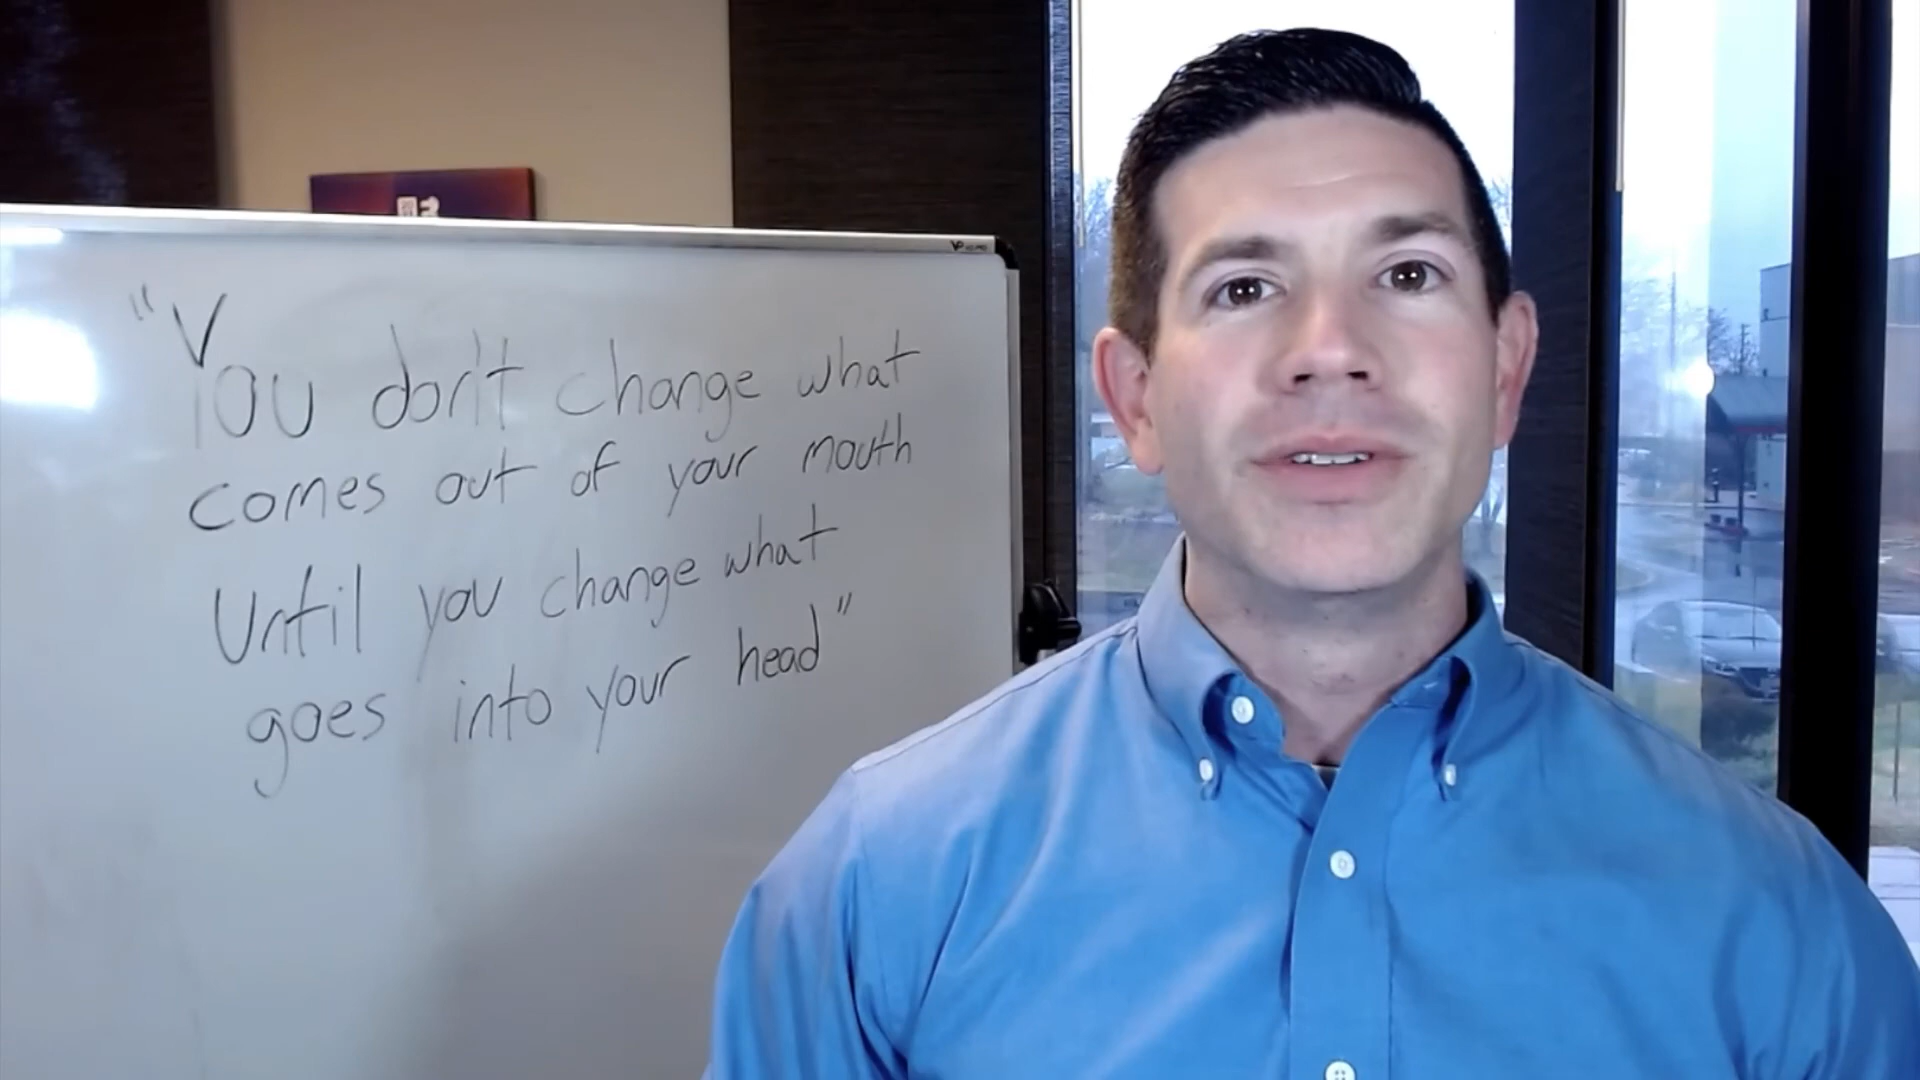 "You don't change what
comes out of your mouth
Until you change what
goes into your head"